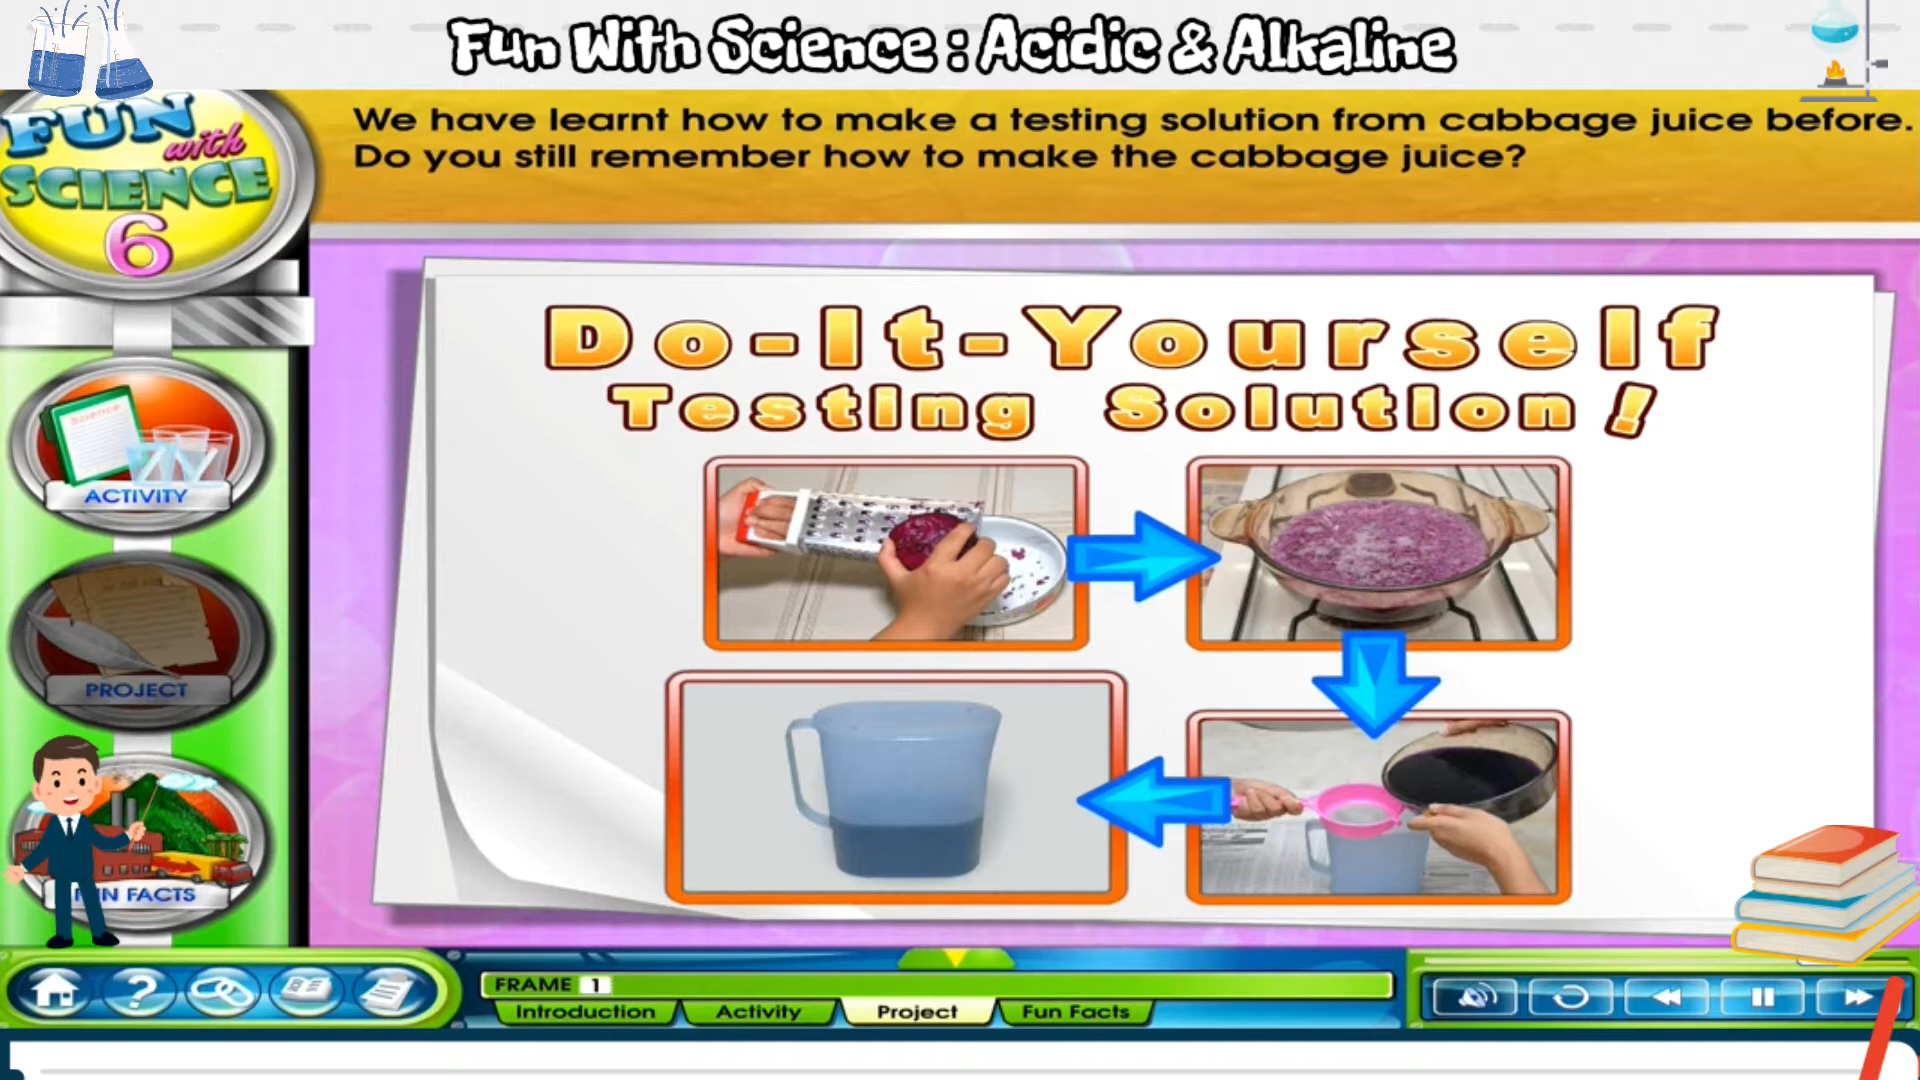 Fun With Science : Acidic & Alkaline
FUN
with
SCIENCE
6
We have learnt how to make a testing solution from cabbage juice before.
Do you still remember how to make the cabbage juice?
Do-It-Yourself
Testing Solution!
Science
ACTIVITY
PROJECT
FUN FACTS
?
FRAME 1
Introduction
Activity
Project
Fun Facts